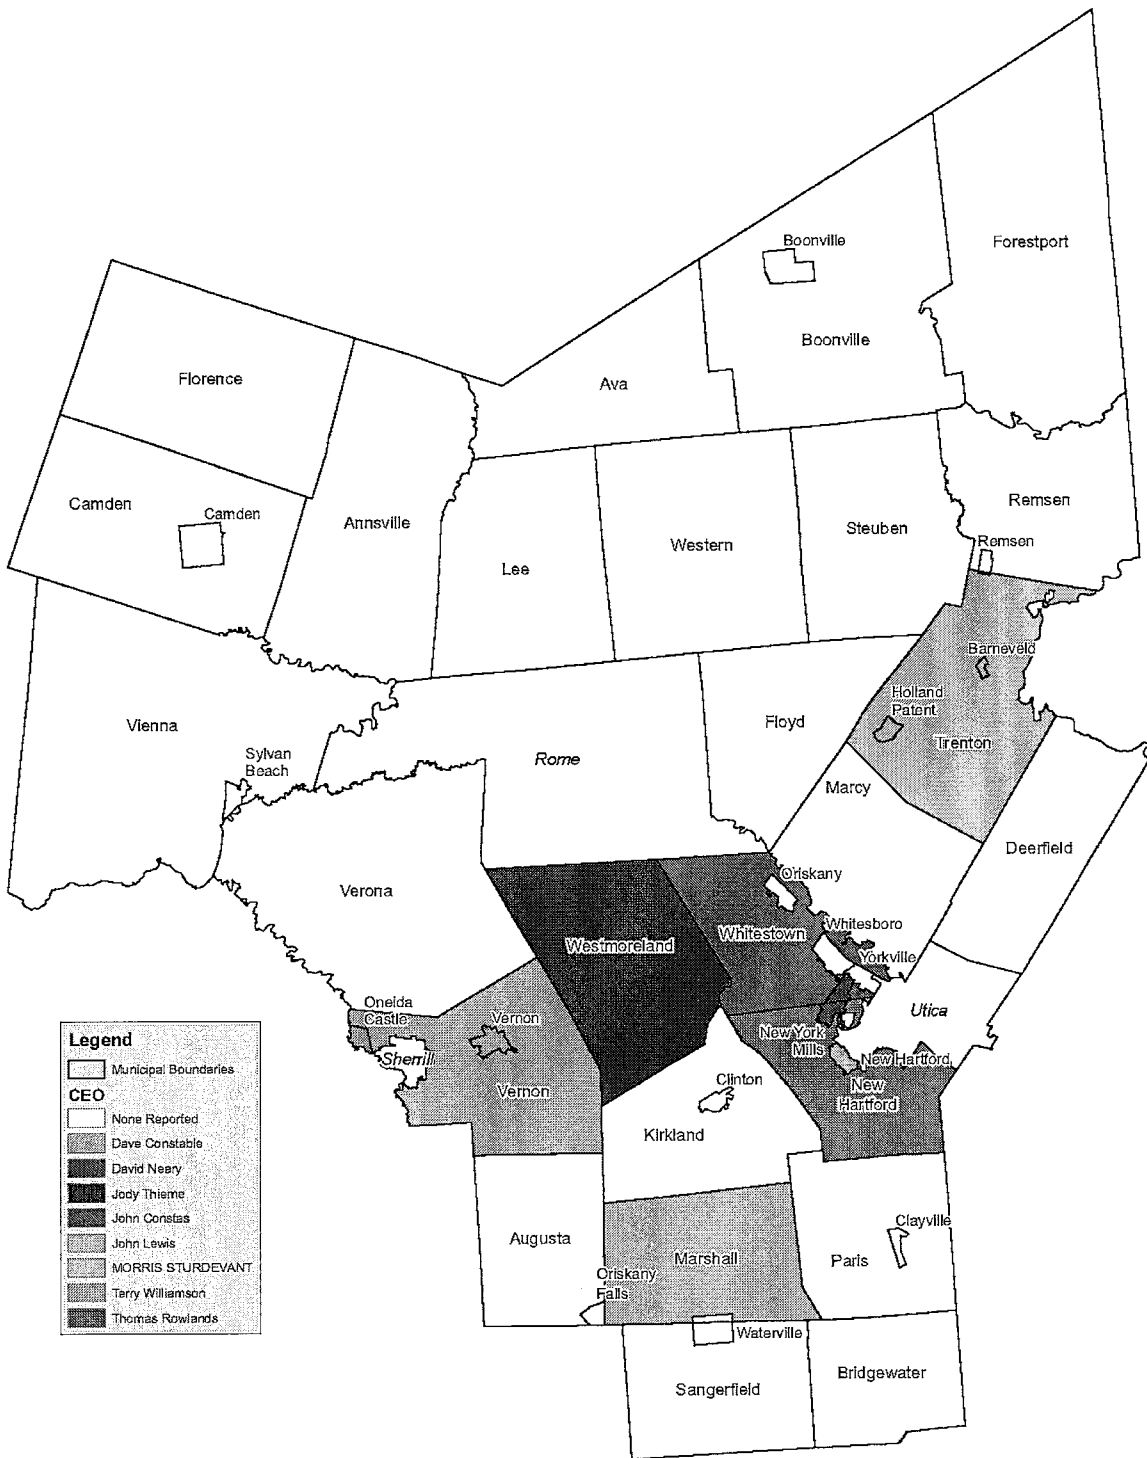 Boonville
Forestport
Boonville
Florence
Ava
Camden
Camden
Annsville
Lee
Western
Steuben
Remsen
Remsen
Barneveld
Holland
Patent
Trenton
Vienna
Sylvan
Beach
Rome
Floyd
Marcy
Deerfield
Verona
Oriskany
Whitesboro
Whitestown
Westmoreland
Yorkville
Oneida
Castle
Vernon
Sherrill
Vernon
New York
Mills
Utica
New Hartford
New
Hartford
Clinton
Kirkland
Augusta
Marshall
Clayville
Paris
Oriskany
Falls
Waterville
Sangerfield
Bridgewater
Legend
Municipal Boundaries
CEO
None Reported
Dave Constable
David Neary
Jody Thieme
John Constas
John Lewis
MORRIS STURDEVANT
Terry Williamson
Thomas Rowlands